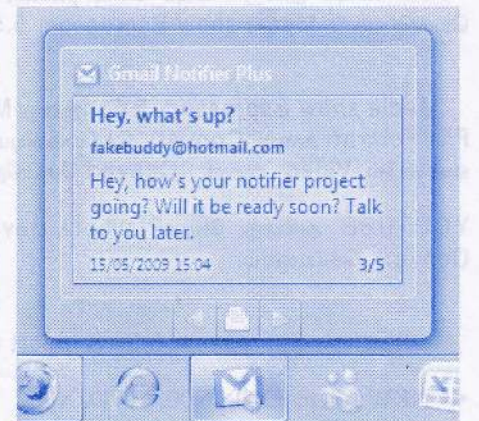 Gmail Notifier Plus
Hey, what's up?
fakebuddy@hotmail.com
Hey, how's your notifier project
going? Will it be ready soon? Talk
to you later.
15/05/2009 15:04 3/5